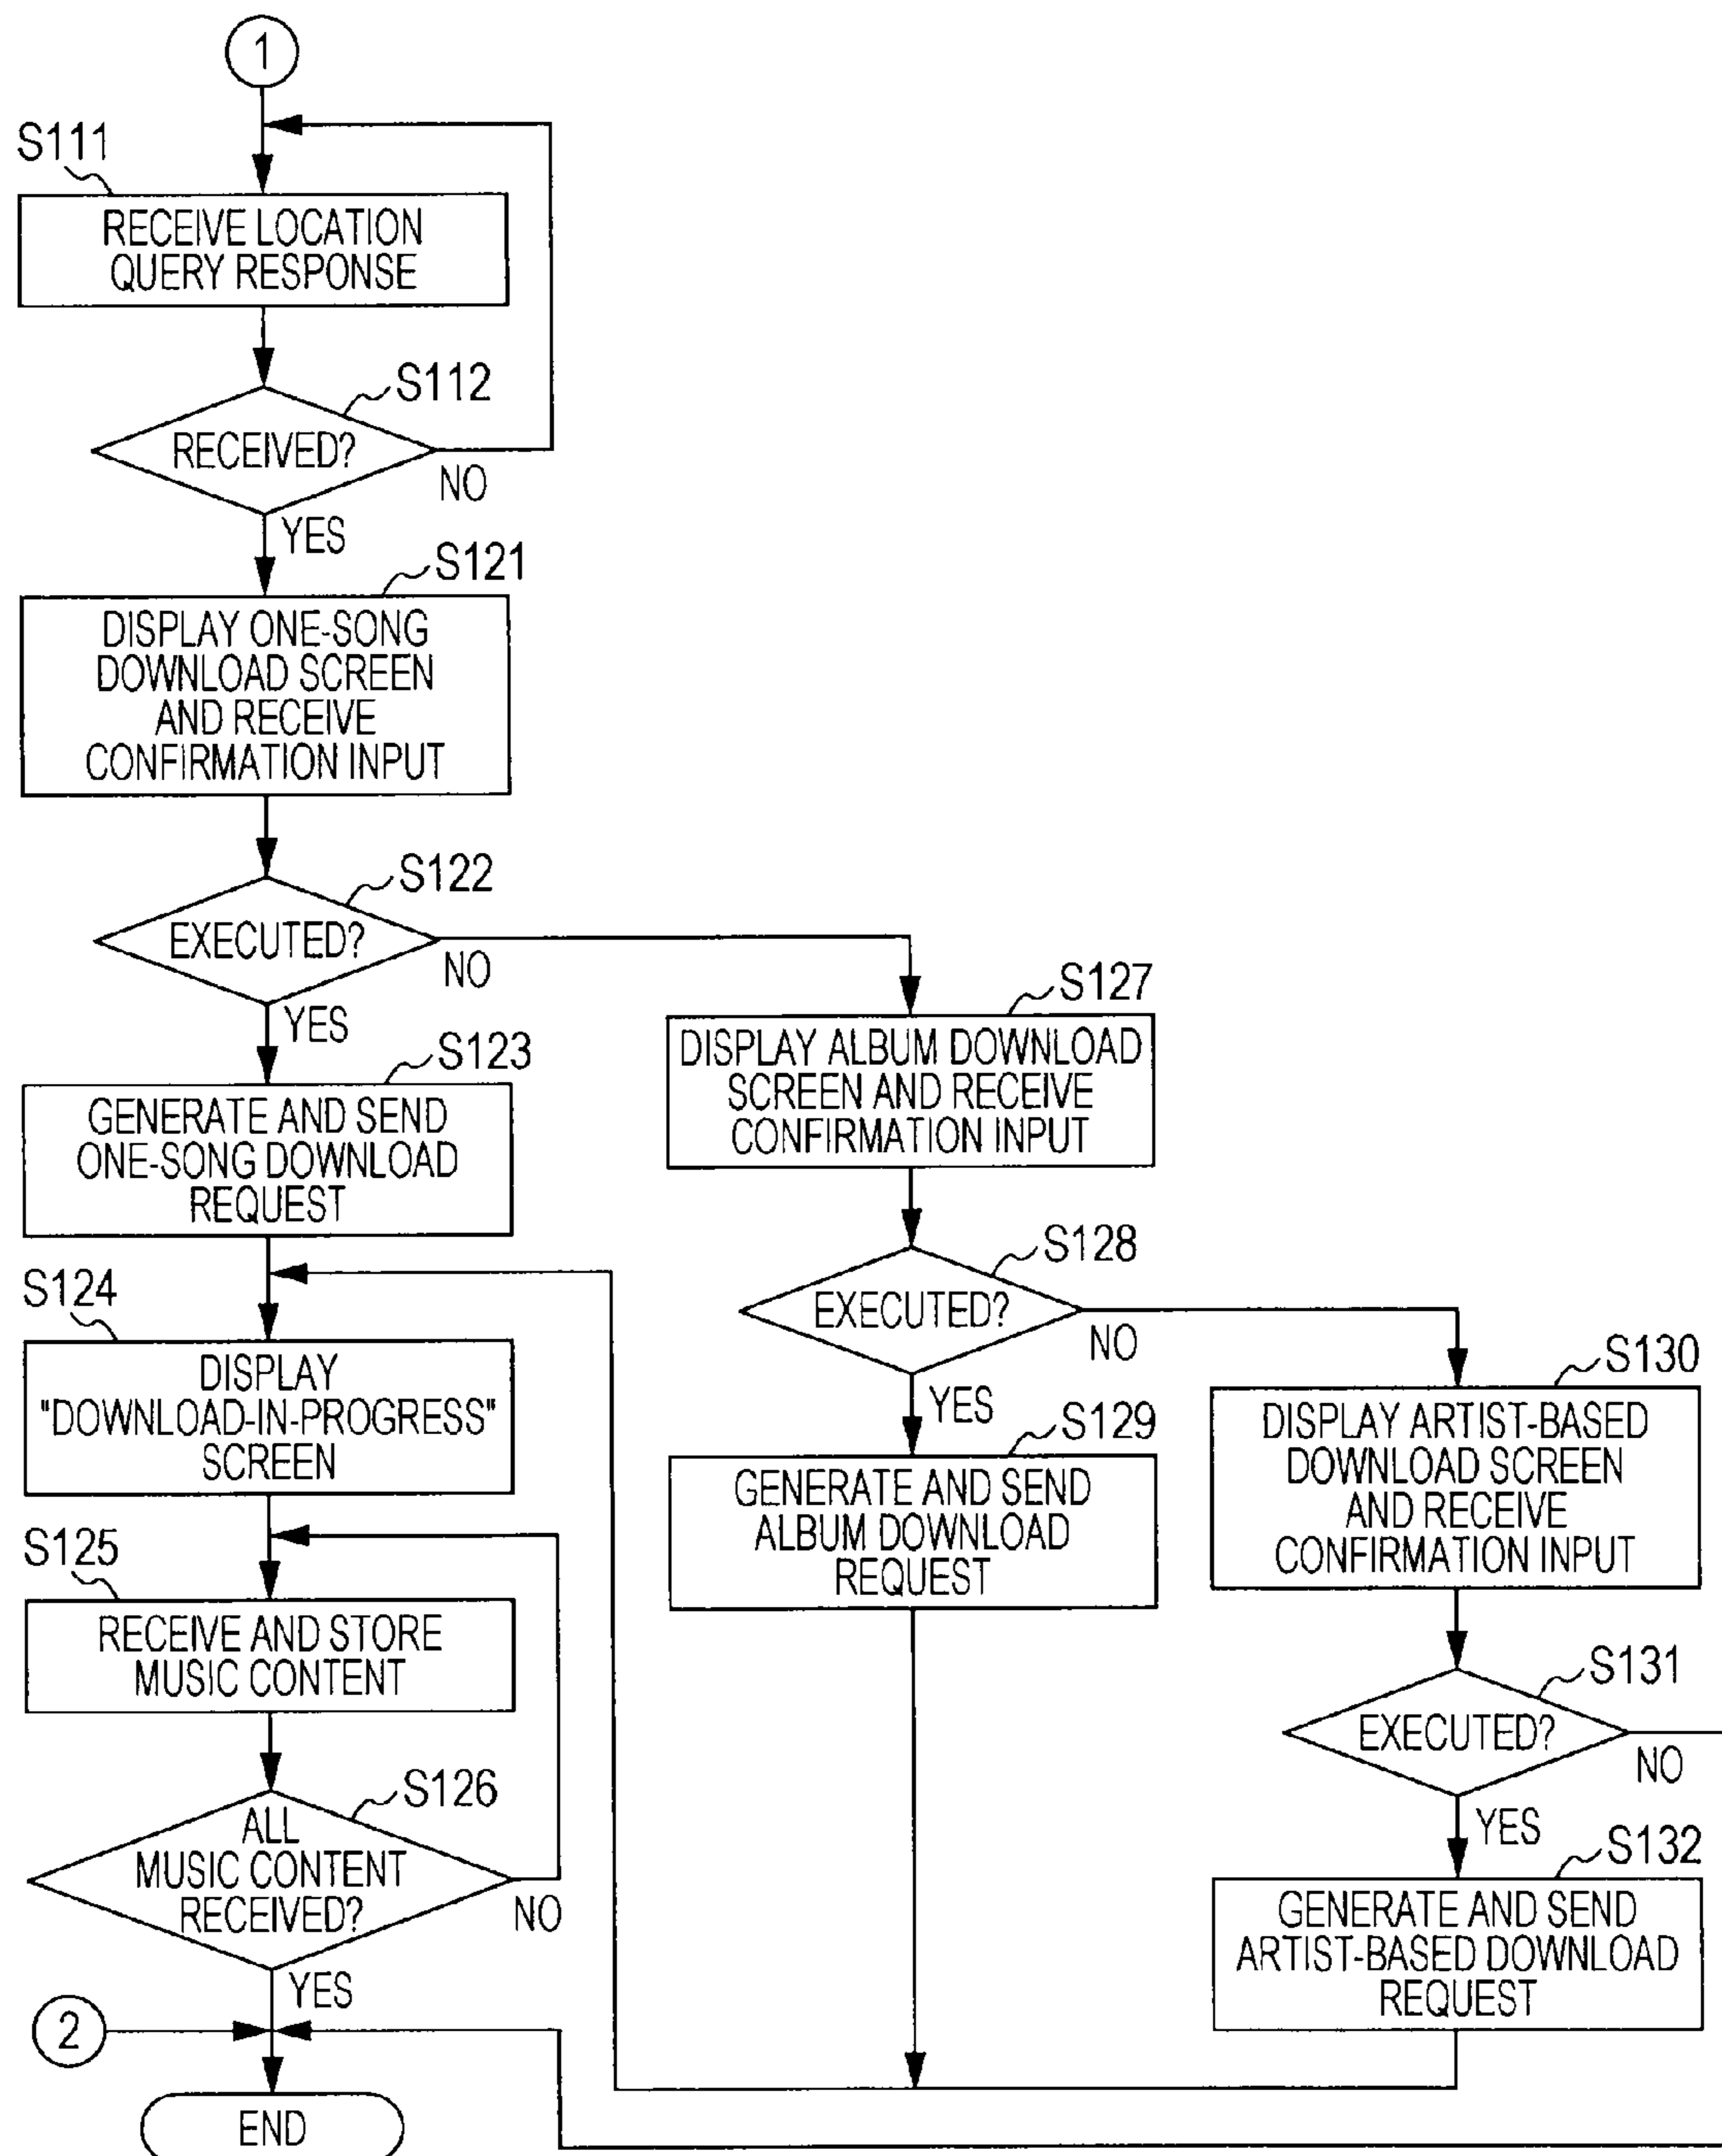 1
S111
RECEIVE LOCATION
QUERY RESPONSE
S112
RECEIVED?
NO
YES
S121
DISPLAY ONE-SONG
DOWNLOAD SCREEN
AND RECEIVE
CONFIRMATION INPUT
S122
EXECUTED?
NO
YES
S123
GENERATE AND SEND
ONE-SONG DOWNLOAD
REQUEST
S124
DISPLAY
"DOWNLOAD-IN-PROGRESS"
SCREEN
S125
RECEIVE AND STORE
MUSIC CONTENT
S126
ALL
MUSIC CONTENT
RECEIVED?
NO
YES
2
END
S127
DISPLAY ALBUM DOWNLOAD
SCREEN AND RECEIVE
CONFIRMATION INPUT
S128
EXECUTED?
NO
YES
S129
GENERATE AND SEND
ALBUM DOWNLOAD
REQUEST
S130
DISPLAY ARTIST-BASED
DOWNLOAD SCREEN
AND RECEIVE
CONFIRMATION INPUT
S131
EXECUTED?
NO
YES
S132
GENERATE AND SEND
ARTIST-BASED DOWNLOAD
REQUEST